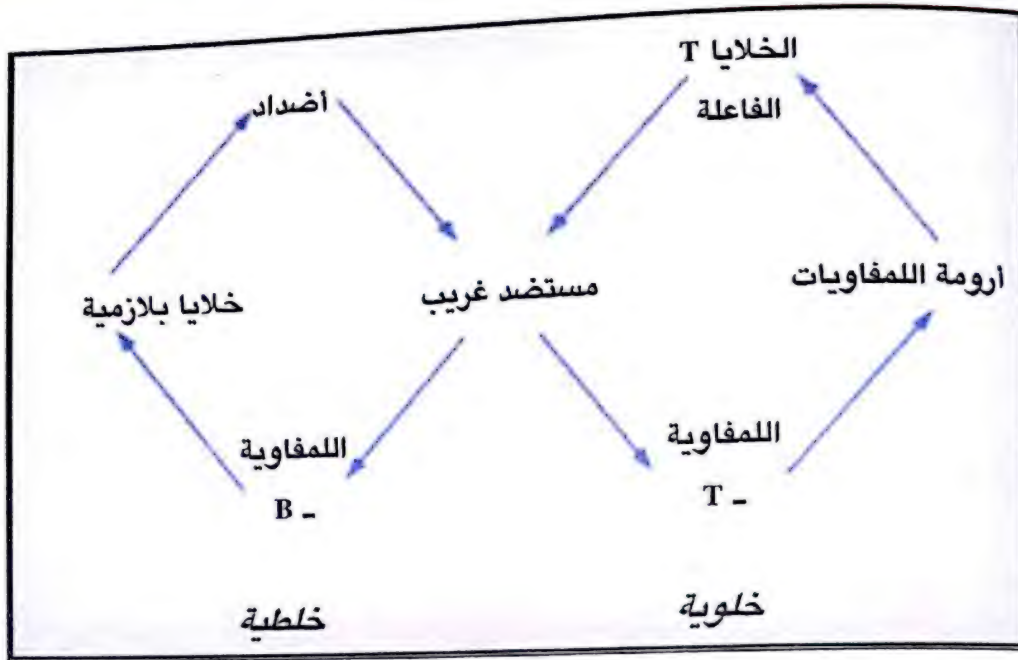 الخلايا T
الفاعلة
أضداد
أرومة اللمفاويات
مستضد غريب
خلايا بلازمية
اللمفاوية
T -
اللمفاوية
B -
خلوية
خلطية